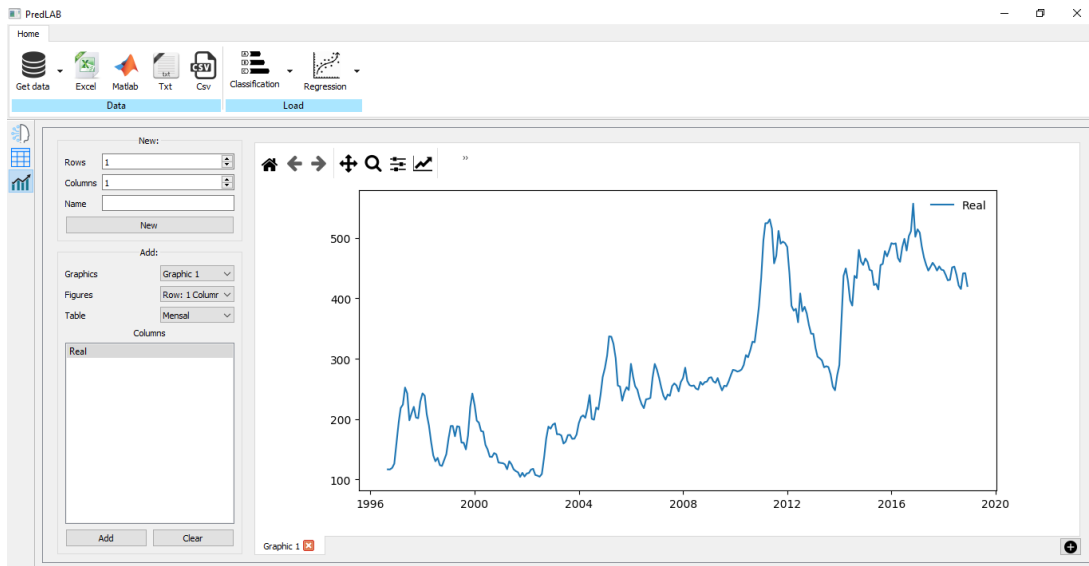 PredLAB
Home
Get data
Excel
Matlab
txt
Txt
CSV
Csv
A
B
C
Classification
Regression
Data
Load
New:
Rows 1
Columns 1
Name
New
Add:
Graphics Graphic 1
Figures Row: 1 Columr
Table Mensal
Columns
Real
Add
Clear
»
Real
500
400
300
200
100
1996 2000 2004 2008 2012 2016 2020
Graphic 1